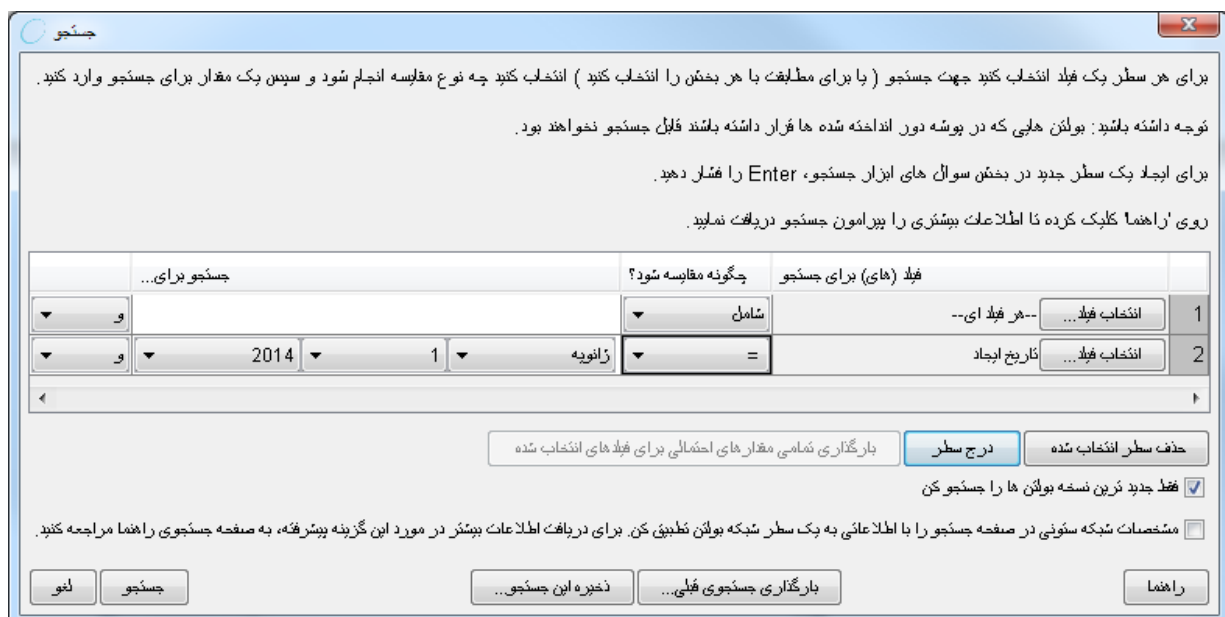 جستجو
برای هر سطر یک فیلد انتخاب کنید جهت جستجو ( یا برای مطابقت با هر بخش را انتخاب کنید ) انتخاب کنید چه نوع مقایسه انجام شود و سپس یک مقدار برای جستجو وارد کنید.
توجه داشته باشید: بولتن هایی که در پوشه دور انداخته شده ها قرار داشته باشند قابل جستجو نخواهند بود.
برای ایجاد یک سطر جدید در بخش سوال های ابزار جستجو، Enter را فشار دهید.
روی 'راهنما' کلیک کرده تا اطلاعات بیشتری را پیرامون جستجو دریافت نمایید.
فیلد (های) برای جستجو چگونه مقایسه شود؟ جستجو برای...
1 انتخاب فیلد... --هر فیلد ای-- شامل و
2 انتخاب فیلد... تاریخ ایجاد = ژانویه 1 2014 و
حذف سطر انتخاب شده درج سطر بارگذاری تمامی مقدارهای احتمالی برای فیلدهای انتخاب شده
فقط جدید ترین نسخه بولتن ها را جستجو کن
مشخصات شبکه ستونی در صفحه جستجو را با اطلاعاتی به یک سطر شبکه بولتن تطبیق کن. برای دریافت اطلاعات بیشتر در مورد این گزینه پیشرفته، به صفحه جستجوی راهنما مراجعه کنید.
راهنما بارگذاری جستجوی قبلی... ذخیره این جستجو... جستجو لغو